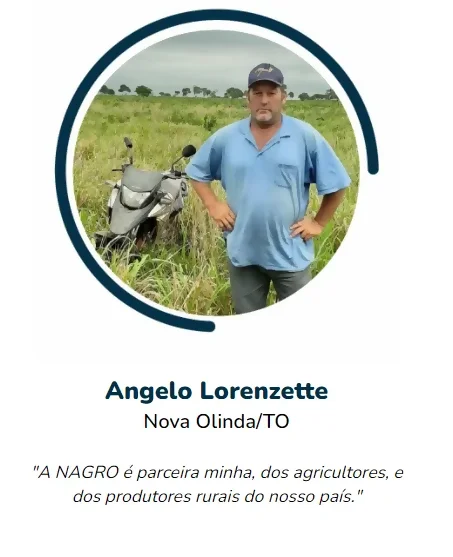 Angelo Lorenzette
Nova Olinda/TO
"A NAGRO é parceira minha, dos agricultores, e
dos produtores rurais do nosso país."